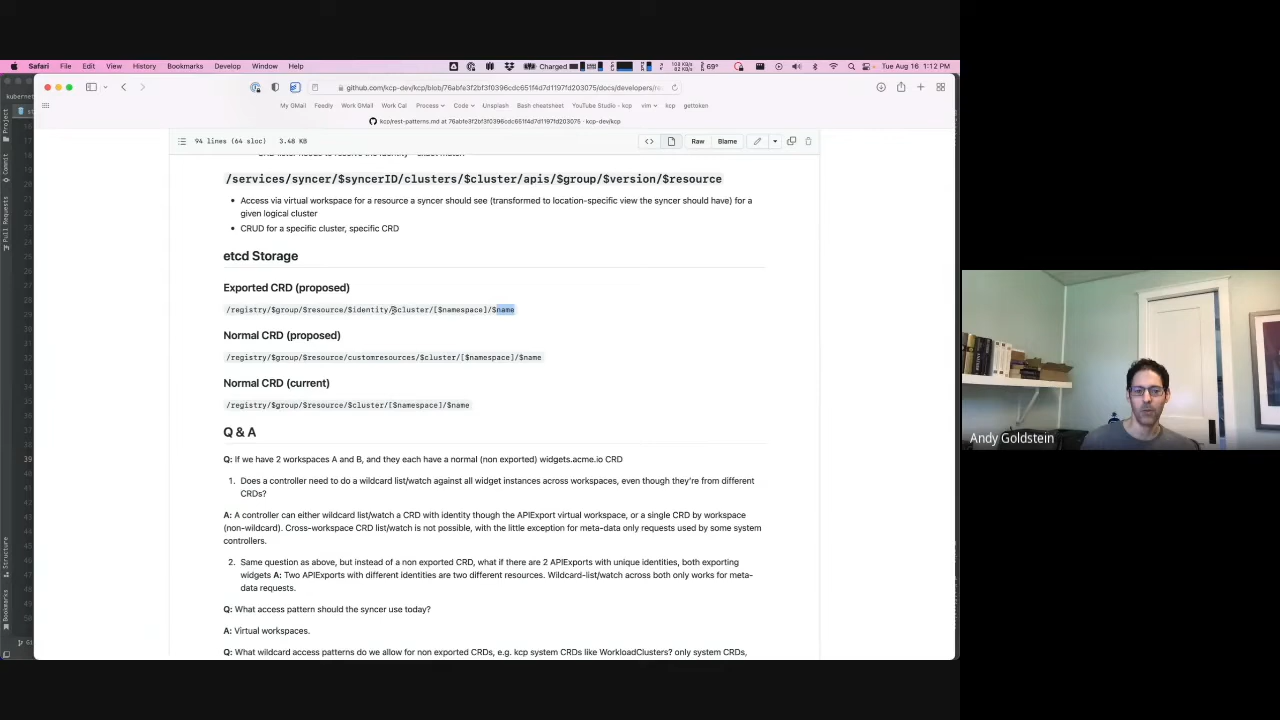 Safari File Edit View History Bookmarks Develop Window Help
Charged
69°
Tue Aug 16 1:12 PM
kubernet
github.com/kcp-dev/kcp/blob/76abfe3f2bf3f0396cdc651f4d7d1197f1d203075/docs/developers/re
My GMail Feedly Work GMail Work Cal Process Code Unsplash Bash cheatsheet YouTube Studio - kcp vim kcp gettoken
kcp/rest-patterns.md at 76abfe3f2bf3f0396cdc651f4d7d1197f1d203075 · kcp-dev/kcp
94 lines (64 sloc) 3.48 KB
Raw Blame
/services/syncer/$syncerID/clusters/$cluster/apis/$group/$version/$resource
• Access via virtual workspace for a resource a syncer should see (transformed to location-specific view the syncer should have) for a
given logical cluster
• CRUD for a specific cluster, specific CRD
etcd Storage
Exported CRD (proposed)
/registry/$group/$resource/$identity/$cluster/[$namespace]/$name
Normal CRD (proposed)
/registry/$group/$resource/customresources/$cluster/[$namespace]/$name
Normal CRD (current)
/registry/$group/$resource/$cluster/[$namespace]/$name
Q & A
Q: If we have 2 workspaces A and B, and they each have a normal (non exported) widgets.acme.io CRD
1. Does a controller need to do a wildcard list/watch against all widget instances across workspaces, even though they're from different
CRDs?
A: A controller can either wildcard list/watch a CRD with identity though the APIExport virtual workspace, or a single CRD by workspace
(non-wildcard). Cross-workspace CRD list/watch is not possible, with the little exception for meta-data only requests used by some system
controllers.
2. Same question as above, but instead of a non exported CRD, what if there are 2 APIExports with unique identities, both exporting
widgets A: Two APIExports with different identities are two different resources. Wildcard-list/watch across both only works for meta-
data requests.
Q: What access pattern should the syncer use today?
A: Virtual workspaces.
Q: What wildcard access patterns do we allow for non exported CRDs, e.g. kcp system CRDs like WorkloadClusters? only system CRDs,
Project
Commit
Pull Requests
Structure
Bookmarks
Andy Goldstein